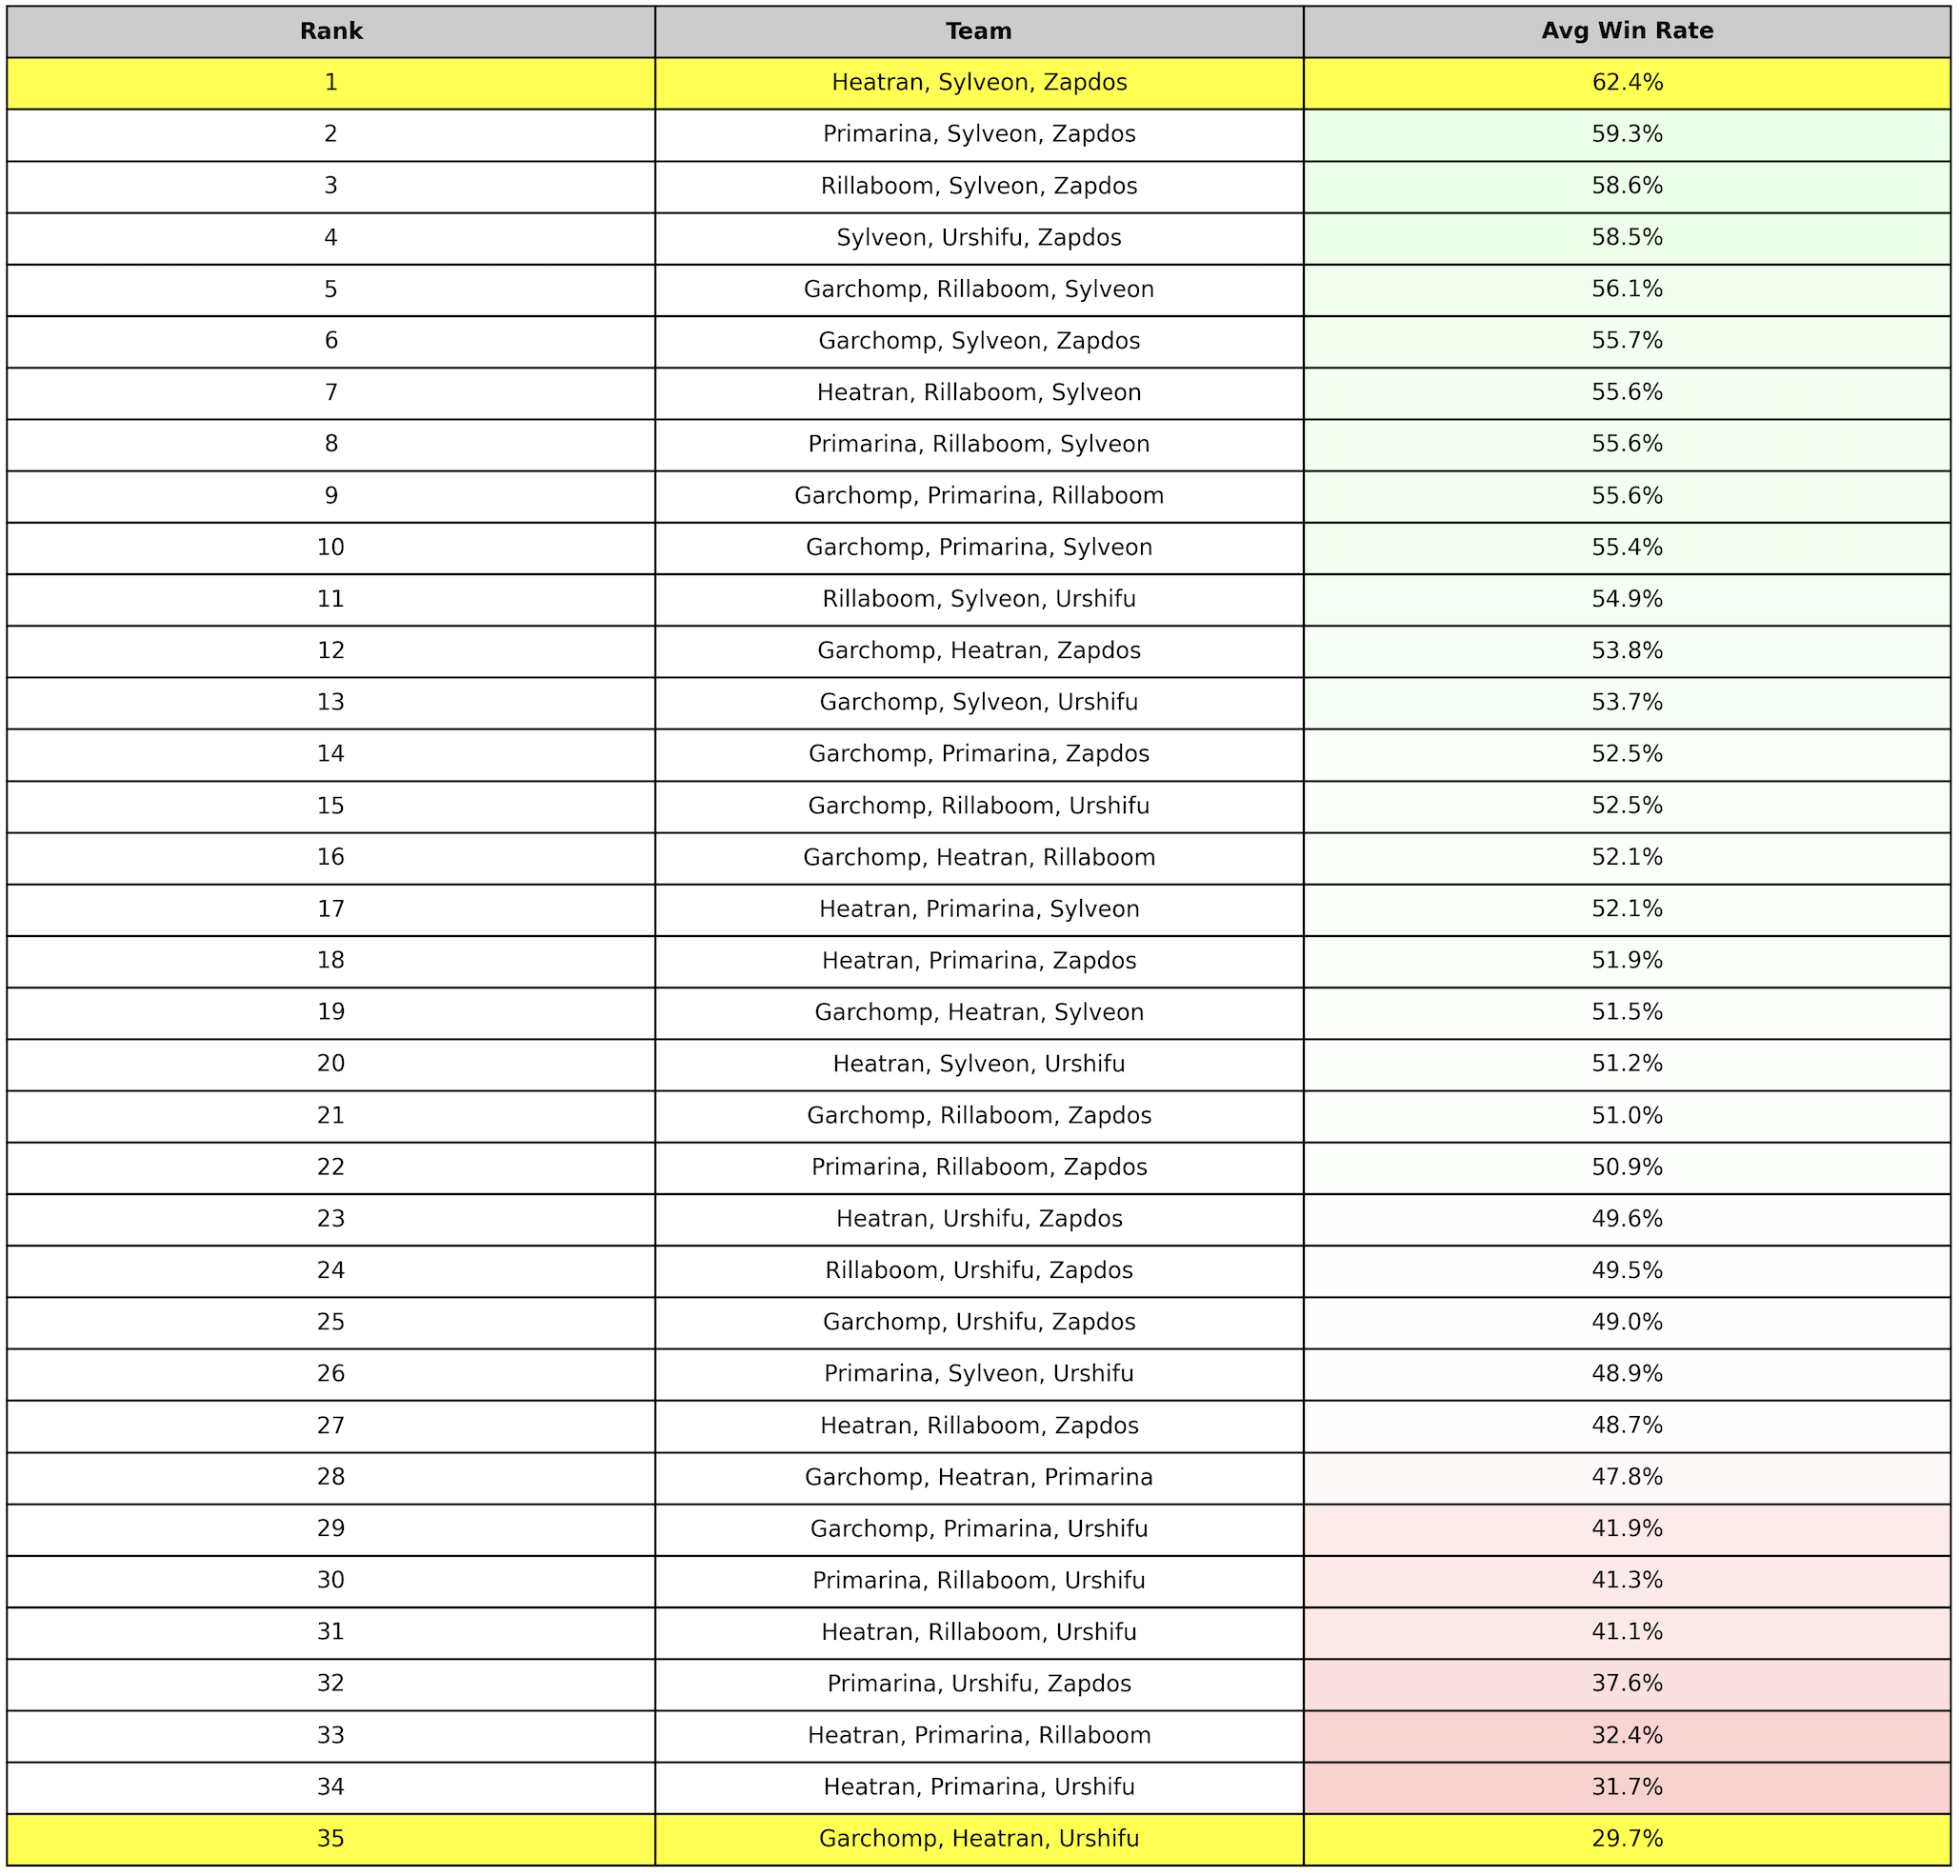 Rank Team Avg Win Rate
1 Heatran, Sylveon, Zapdos 62.4%
2 Primarina, Sylveon, Zapdos 59.3%
3 Rillaboom, Sylveon, Zapdos 58.6%
4 Sylveon, Urshifu, Zapdos 58.5%
5 Garchomp, Rillaboom, Sylveon 56.1%
6 Garchomp, Sylveon, Zapdos 55.7%
7 Heatran, Rillaboom, Sylveon 55.6%
8 Primarina, Rillaboom, Sylveon 55.6%
9 Garchomp, Primarina, Rillaboom 55.6%
10 Garchomp, Primarina, Sylveon 55.4%
11 Rillaboom, Sylveon, Urshifu 54.9%
12 Garchomp, Heatran, Zapdos 53.8%
13 Garchomp, Sylveon, Urshifu 53.7%
14 Garchomp, Primarina, Zapdos 52.5%
15 Garchomp, Rillaboom, Urshifu 52.5%
16 Garchomp, Heatran, Rillaboom 52.1%
17 Heatran, Primarina, Sylveon 52.1%
18 Heatran, Primarina, Zapdos 51.9%
19 Garchomp, Heatran, Sylveon 51.5%
20 Heatran, Sylveon, Urshifu 51.2%
21 Garchomp, Rillaboom, Zapdos 51.0%
22 Primarina, Rillaboom, Zapdos 50.9%
23 Heatran, Urshifu, Zapdos 49.6%
24 Rillaboom, Urshifu, Zapdos 49.5%
25 Garchomp, Urshifu, Zapdos 49.0%
26 Primarina, Sylveon, Urshifu 48.9%
27 Heatran, Rillaboom, Zapdos 48.7%
28 Garchomp, Heatran, Primarina 47.8%
29 Garchomp, Primarina, Urshifu 41.9%
30 Primarina, Rillaboom, Urshifu 41.3%
31 Heatran, Rillaboom, Urshifu 41.1%
32 Primarina, Urshifu, Zapdos 37.6%
33 Heatran, Primarina, Rillaboom 32.4%
34 Heatran, Primarina, Urshifu 31.7%
35 Garchomp, Heatran, Urshifu 29.7%